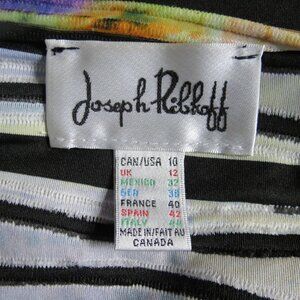 Joseph Ribkoff
CAN/USA 10
UK 12
MEXICO 32
GER 38
FRANCE 40
SPAIN 42
ITALY
MADE IN/FAIT AU
CANADA